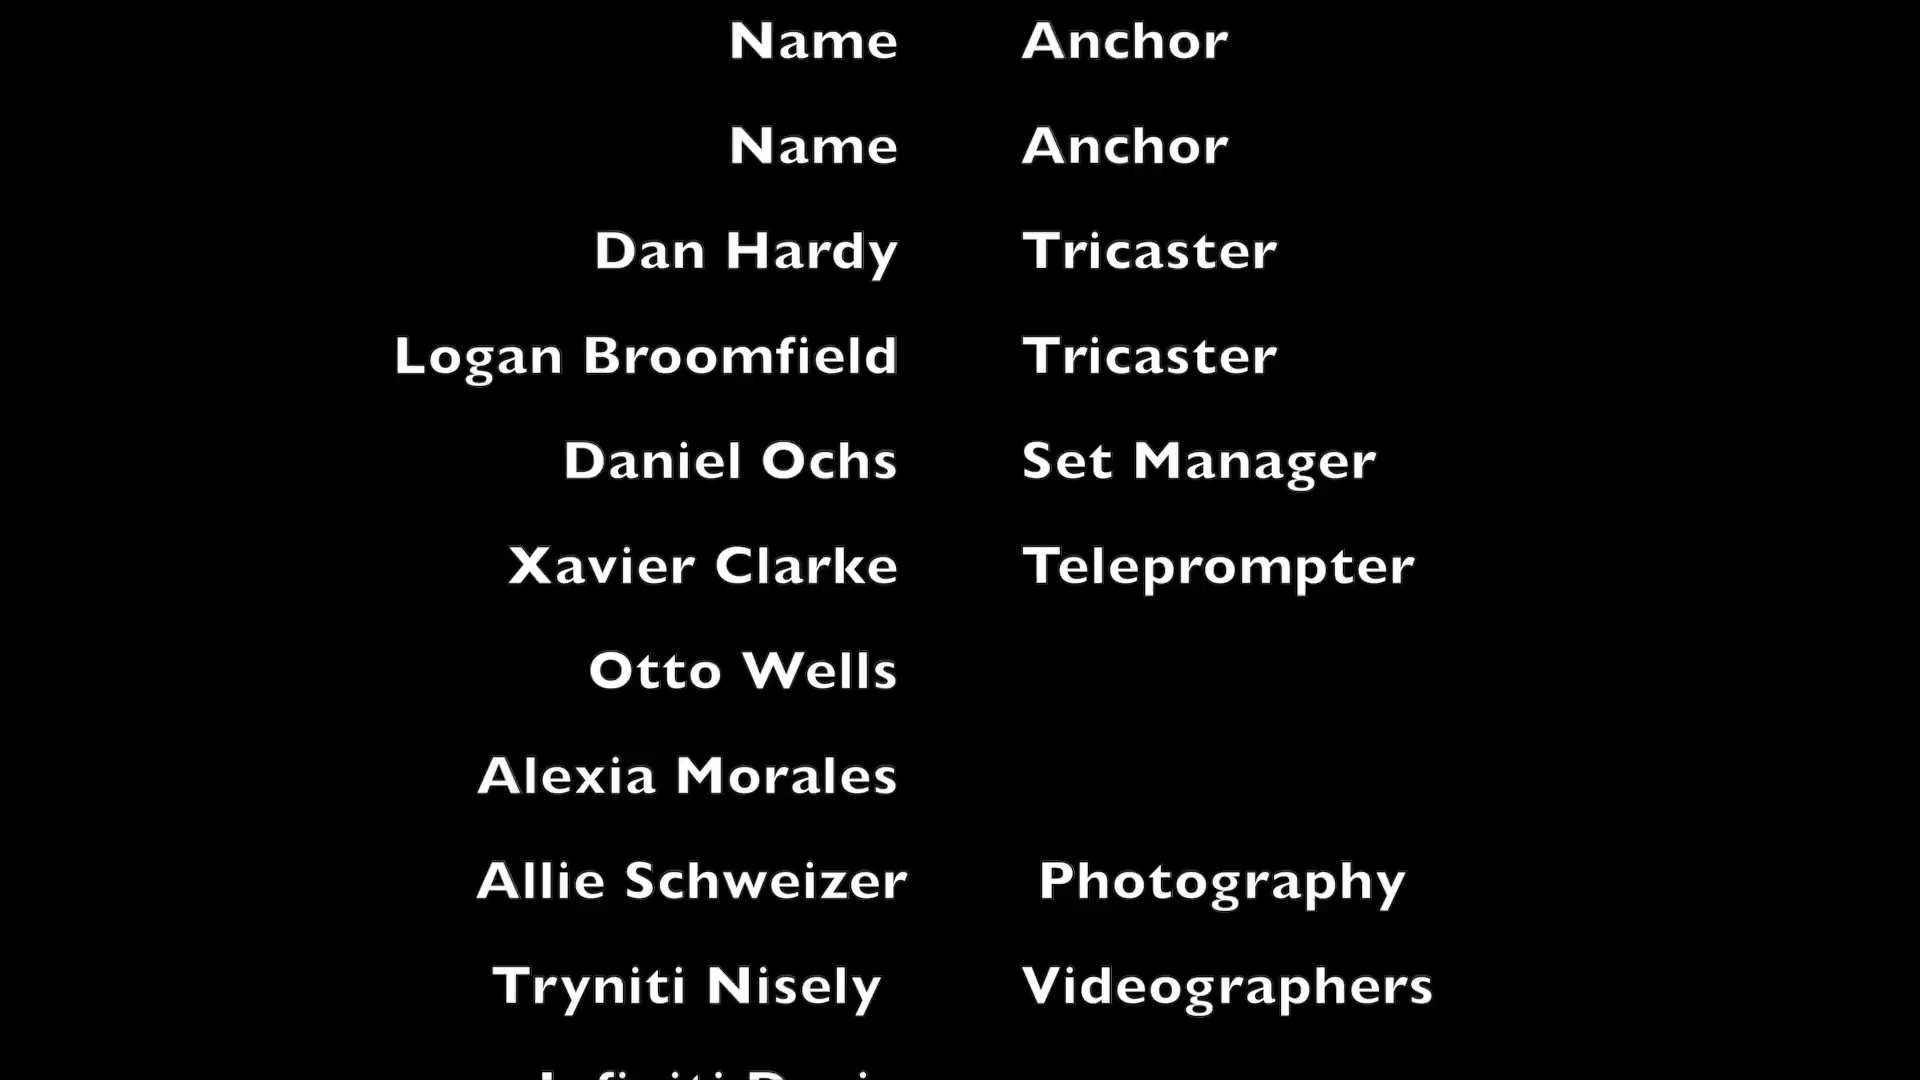 Name Anchor
Name Anchor
Dan Hardy Tricaster
Logan Broomfield Tricaster
Daniel Ochs Set Manager
Xavier Clarke Teleprompter
Otto Wells
Alexia Morales
Allie Schweizer Photography
Tryniti Nisely Videographers